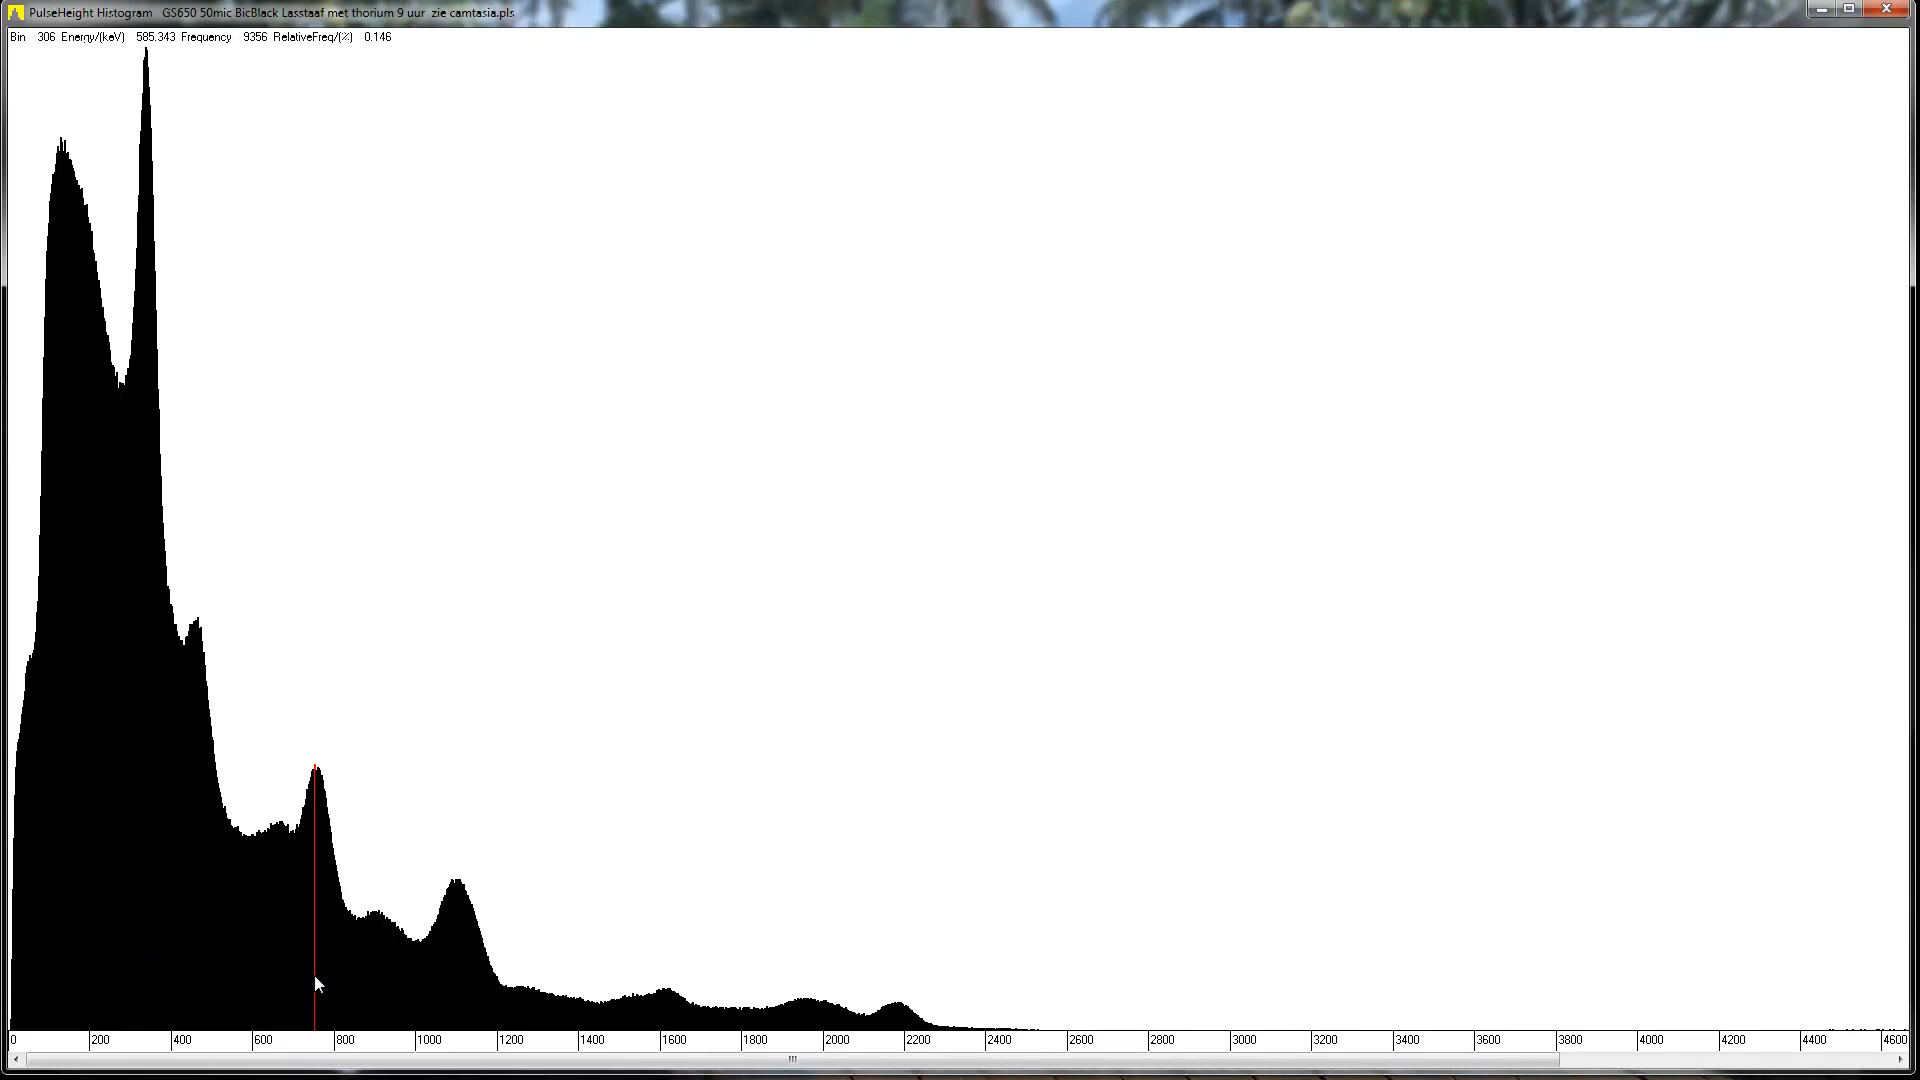 PulseHeight Histogram GS650 50mic BicBlack Lasstaaf met thorium 9 uur zie camtasia.pls
Bin 306 Energy/(keV) 585.343 Frequency 9356 RelativeFreq/(%) 0.146
0 200 400 600 800 1000 1200 1400 1600 1800 2000 2200 2400 2600 2800 3000 3200 3400 3600 3800 4000 4200 4400 4600